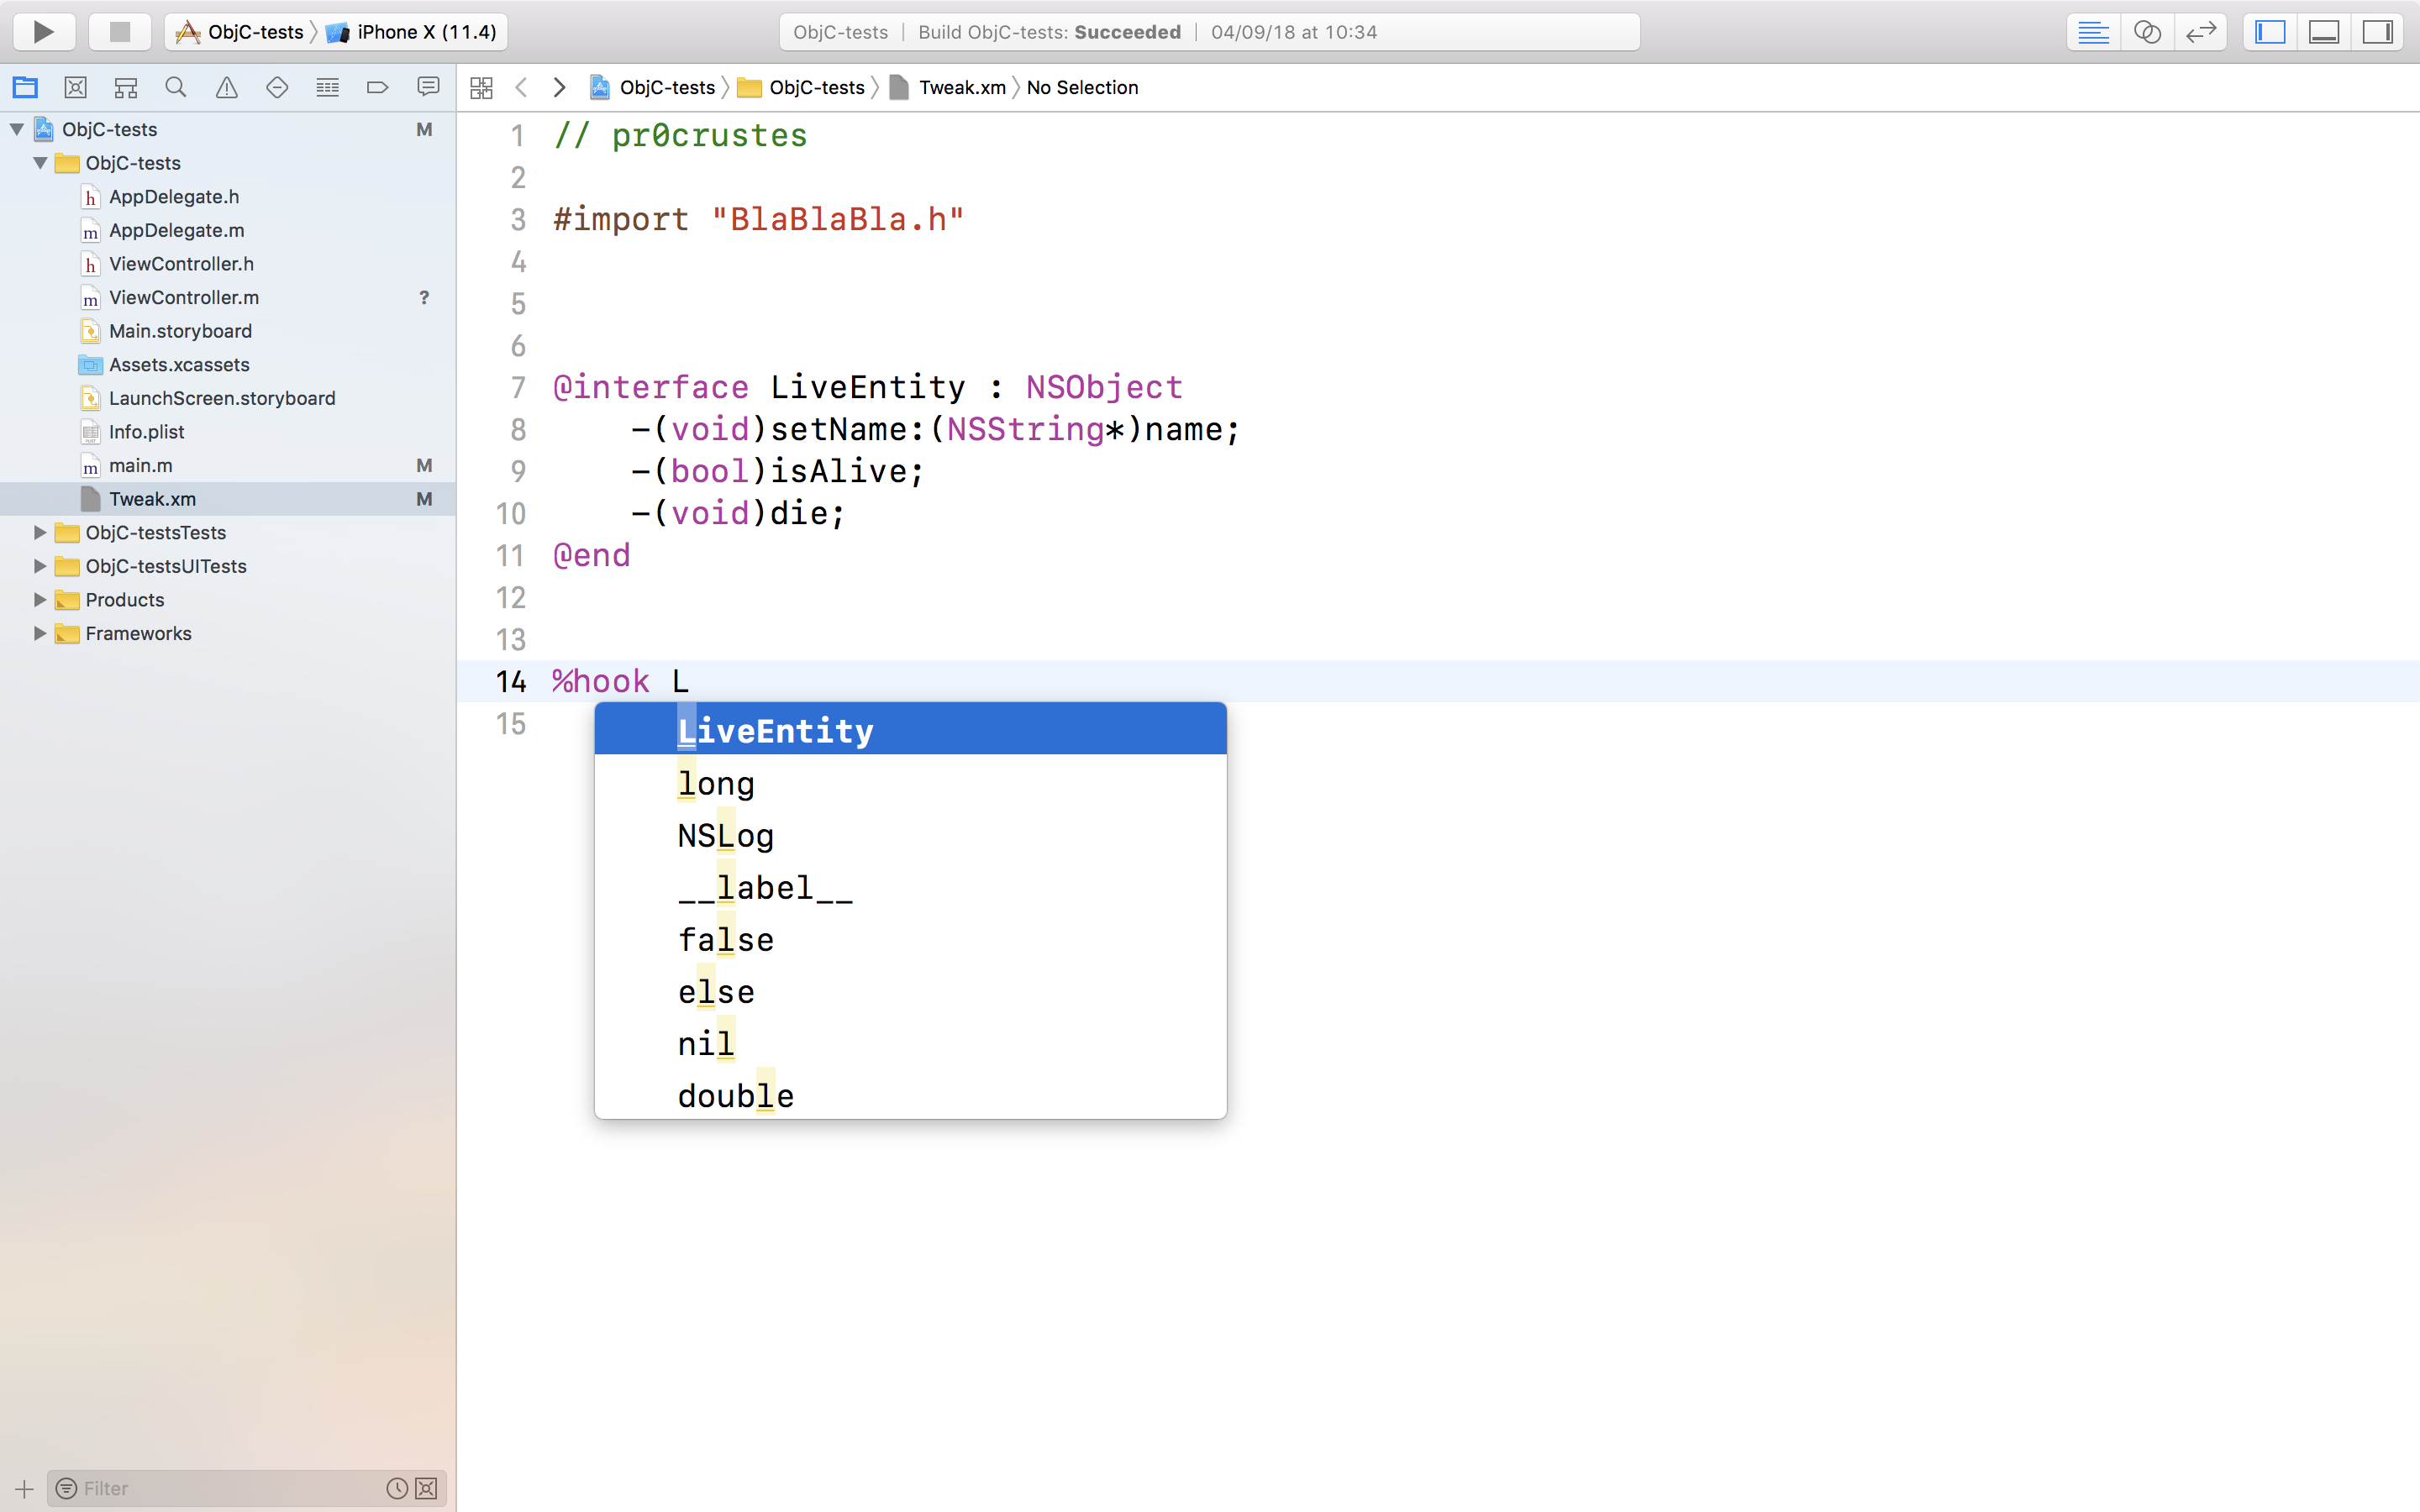 ObjC-tests iPhone X (11.4)
ObjC-tests Build ObjC-tests: Succeeded 04/09/18 at 10:34
ObjC-tests ObjC-tests Tweak.xm No Selection
ObjC-tests M
ObjC-tests
AppDelegate.h
AppDelegate.m
ViewController.h
ViewController.m ?
Main.storyboard
Assets.xcassets
LaunchScreen.storyboard
Info.plist
main.m M
Tweak.xm M
ObjC-testsTests
ObjC-testsUITests
Products
Frameworks
Filter
1 // pr0crustes
2
3 #import "BlaBlaBla.h"
4
5
6
7 @interface LiveEntity : NSObject
8 -(void)setName:(NSString*)name;
9 -(bool)isAlive;
10 -(void)die;
11 @end
12
13
14 %hook L
15
LiveEntity
long
NSLog
__label__
false
else
nil
double